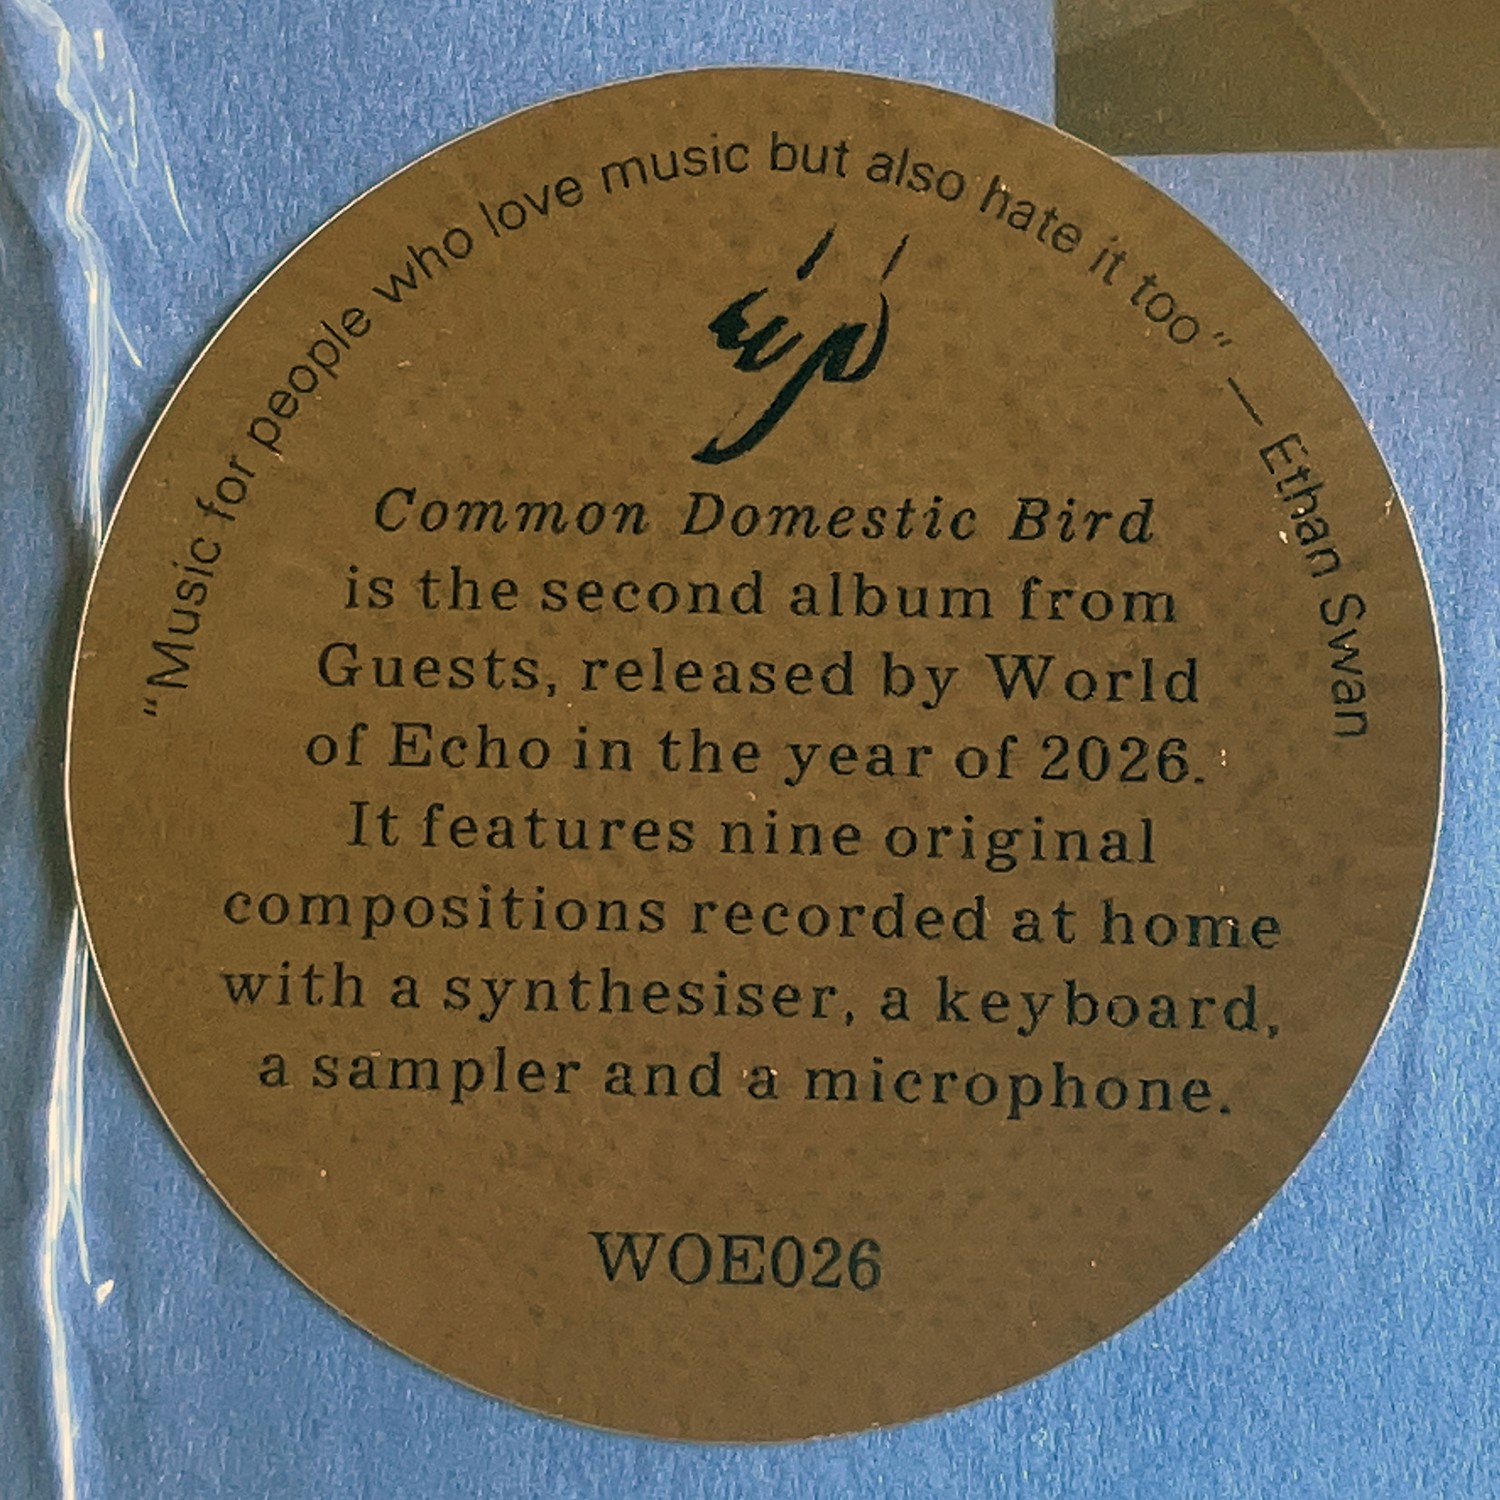 “Music for people who love music but also hate it too” — Ethan Swan
Common Domestic Bird
is the second album from
Guests, released by World
of Echo in the year of 2026.
It features nine original
compositions recorded at home
with a synthesiser, a keyboard,
a sampler and a microphone.
WOE026